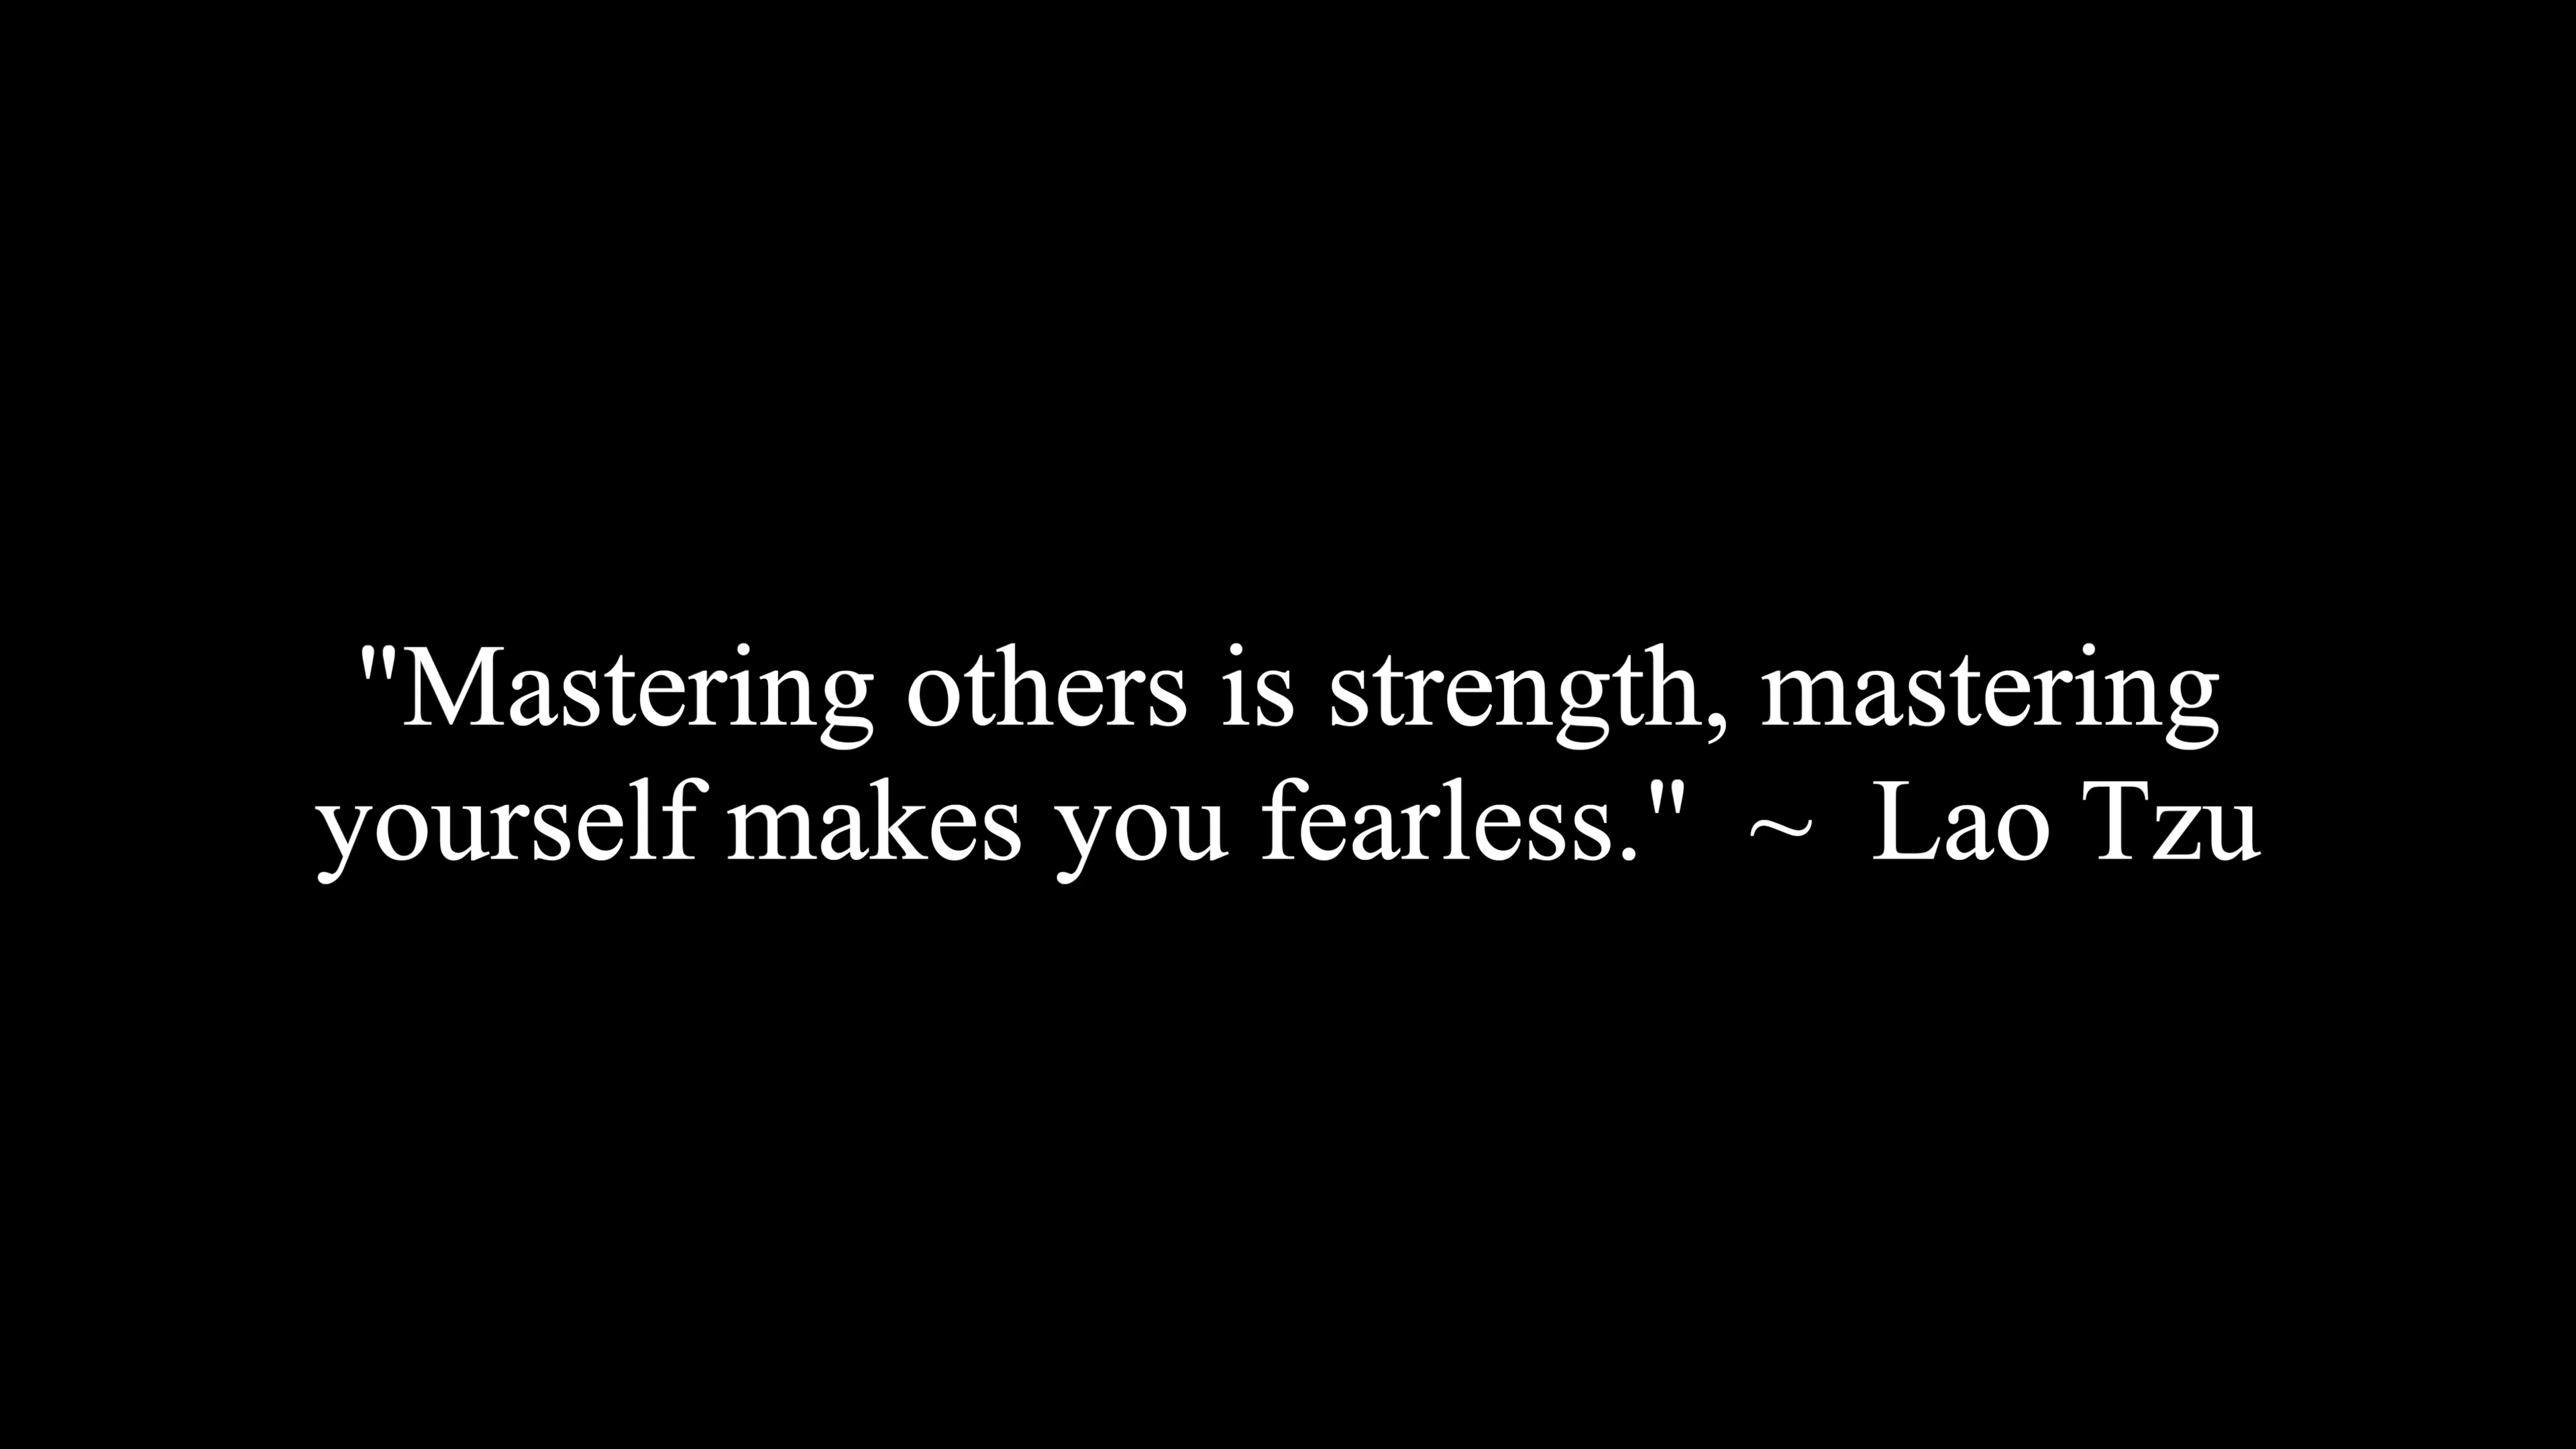 "Mastering others is strength, mastering
yourself makes you fearless."  ~  Lao Tzu